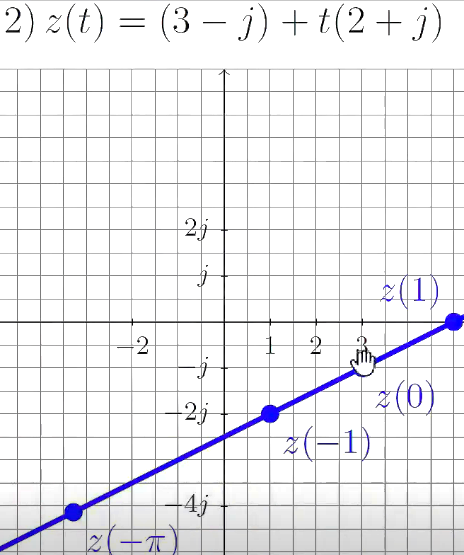 2) z(t) = (3 − j) + t(2 + j)
2j
j
z(1)
−2
1
2
3
−j
z(0)
−2j
z(−1)
−4j
z(−π)